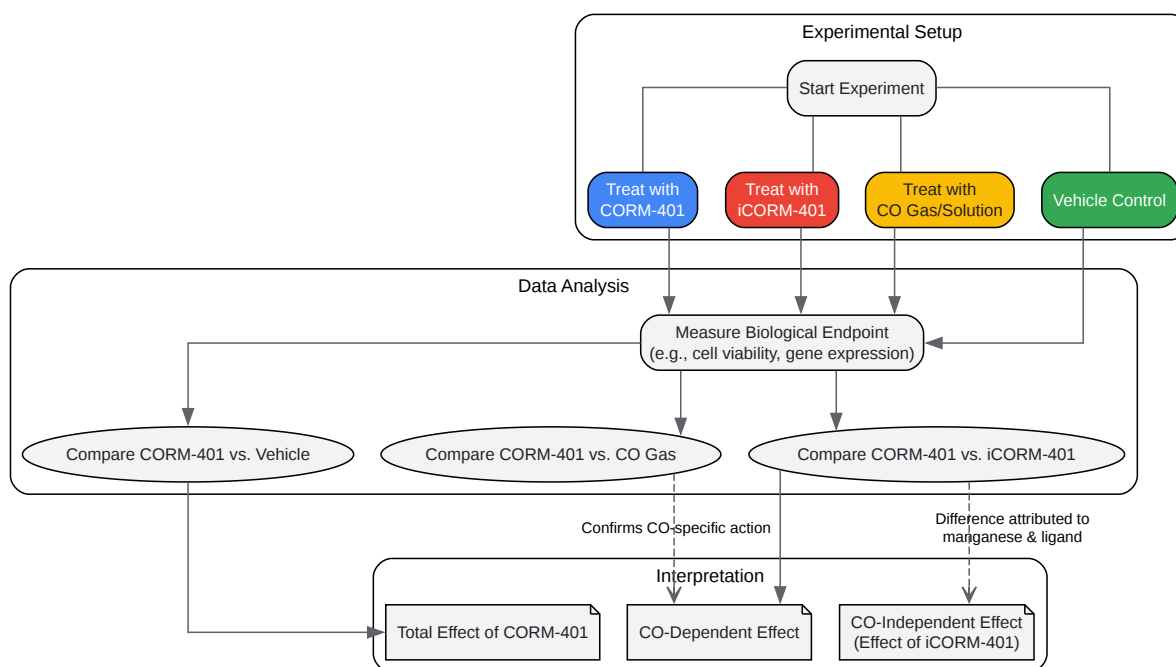 Experimental Setup
Start Experiment
Treat with
CORM-401
Treat with
iCORM-401
Treat with
CO Gas/Solution
Vehicle Control
Data Analysis
Measure Biological Endpoint
(e.g., cell viability, gene expression)
Compare CORM-401 vs. Vehicle
Compare CORM-401 vs. CO Gas
Compare CORM-401 vs. iCORM-401
Confirms CO-specific action
Difference attributed to
manganese & ligand
Interpretation
Total Effect of CORM-401
CO-Dependent Effect
CO-Independent Effect
(Effect of iCORM-401)